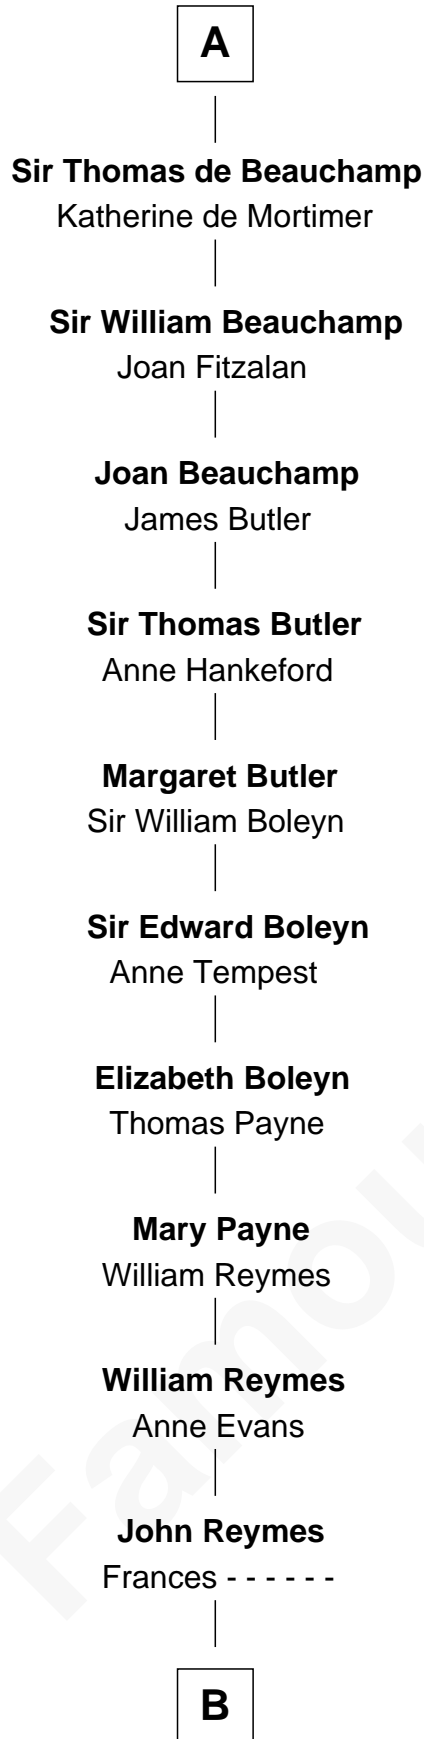 A
Sir Thomas de Beauchamp
Katherine de Mortimer
Sir William Beauchamp
Joan Fitzalan
Joan Beauchamp
James Butler
Sir Thomas Butler
Anne Hankeford
Margaret Butler
Sir William Boleyn
Sir Edward Boleyn
Anne Tempest
Elizabeth Boleyn
Thomas Payne
Mary Payne
William Reymes
William Reymes
Anne Evans
John Reymes
Frances - - - - - -
B
Famou